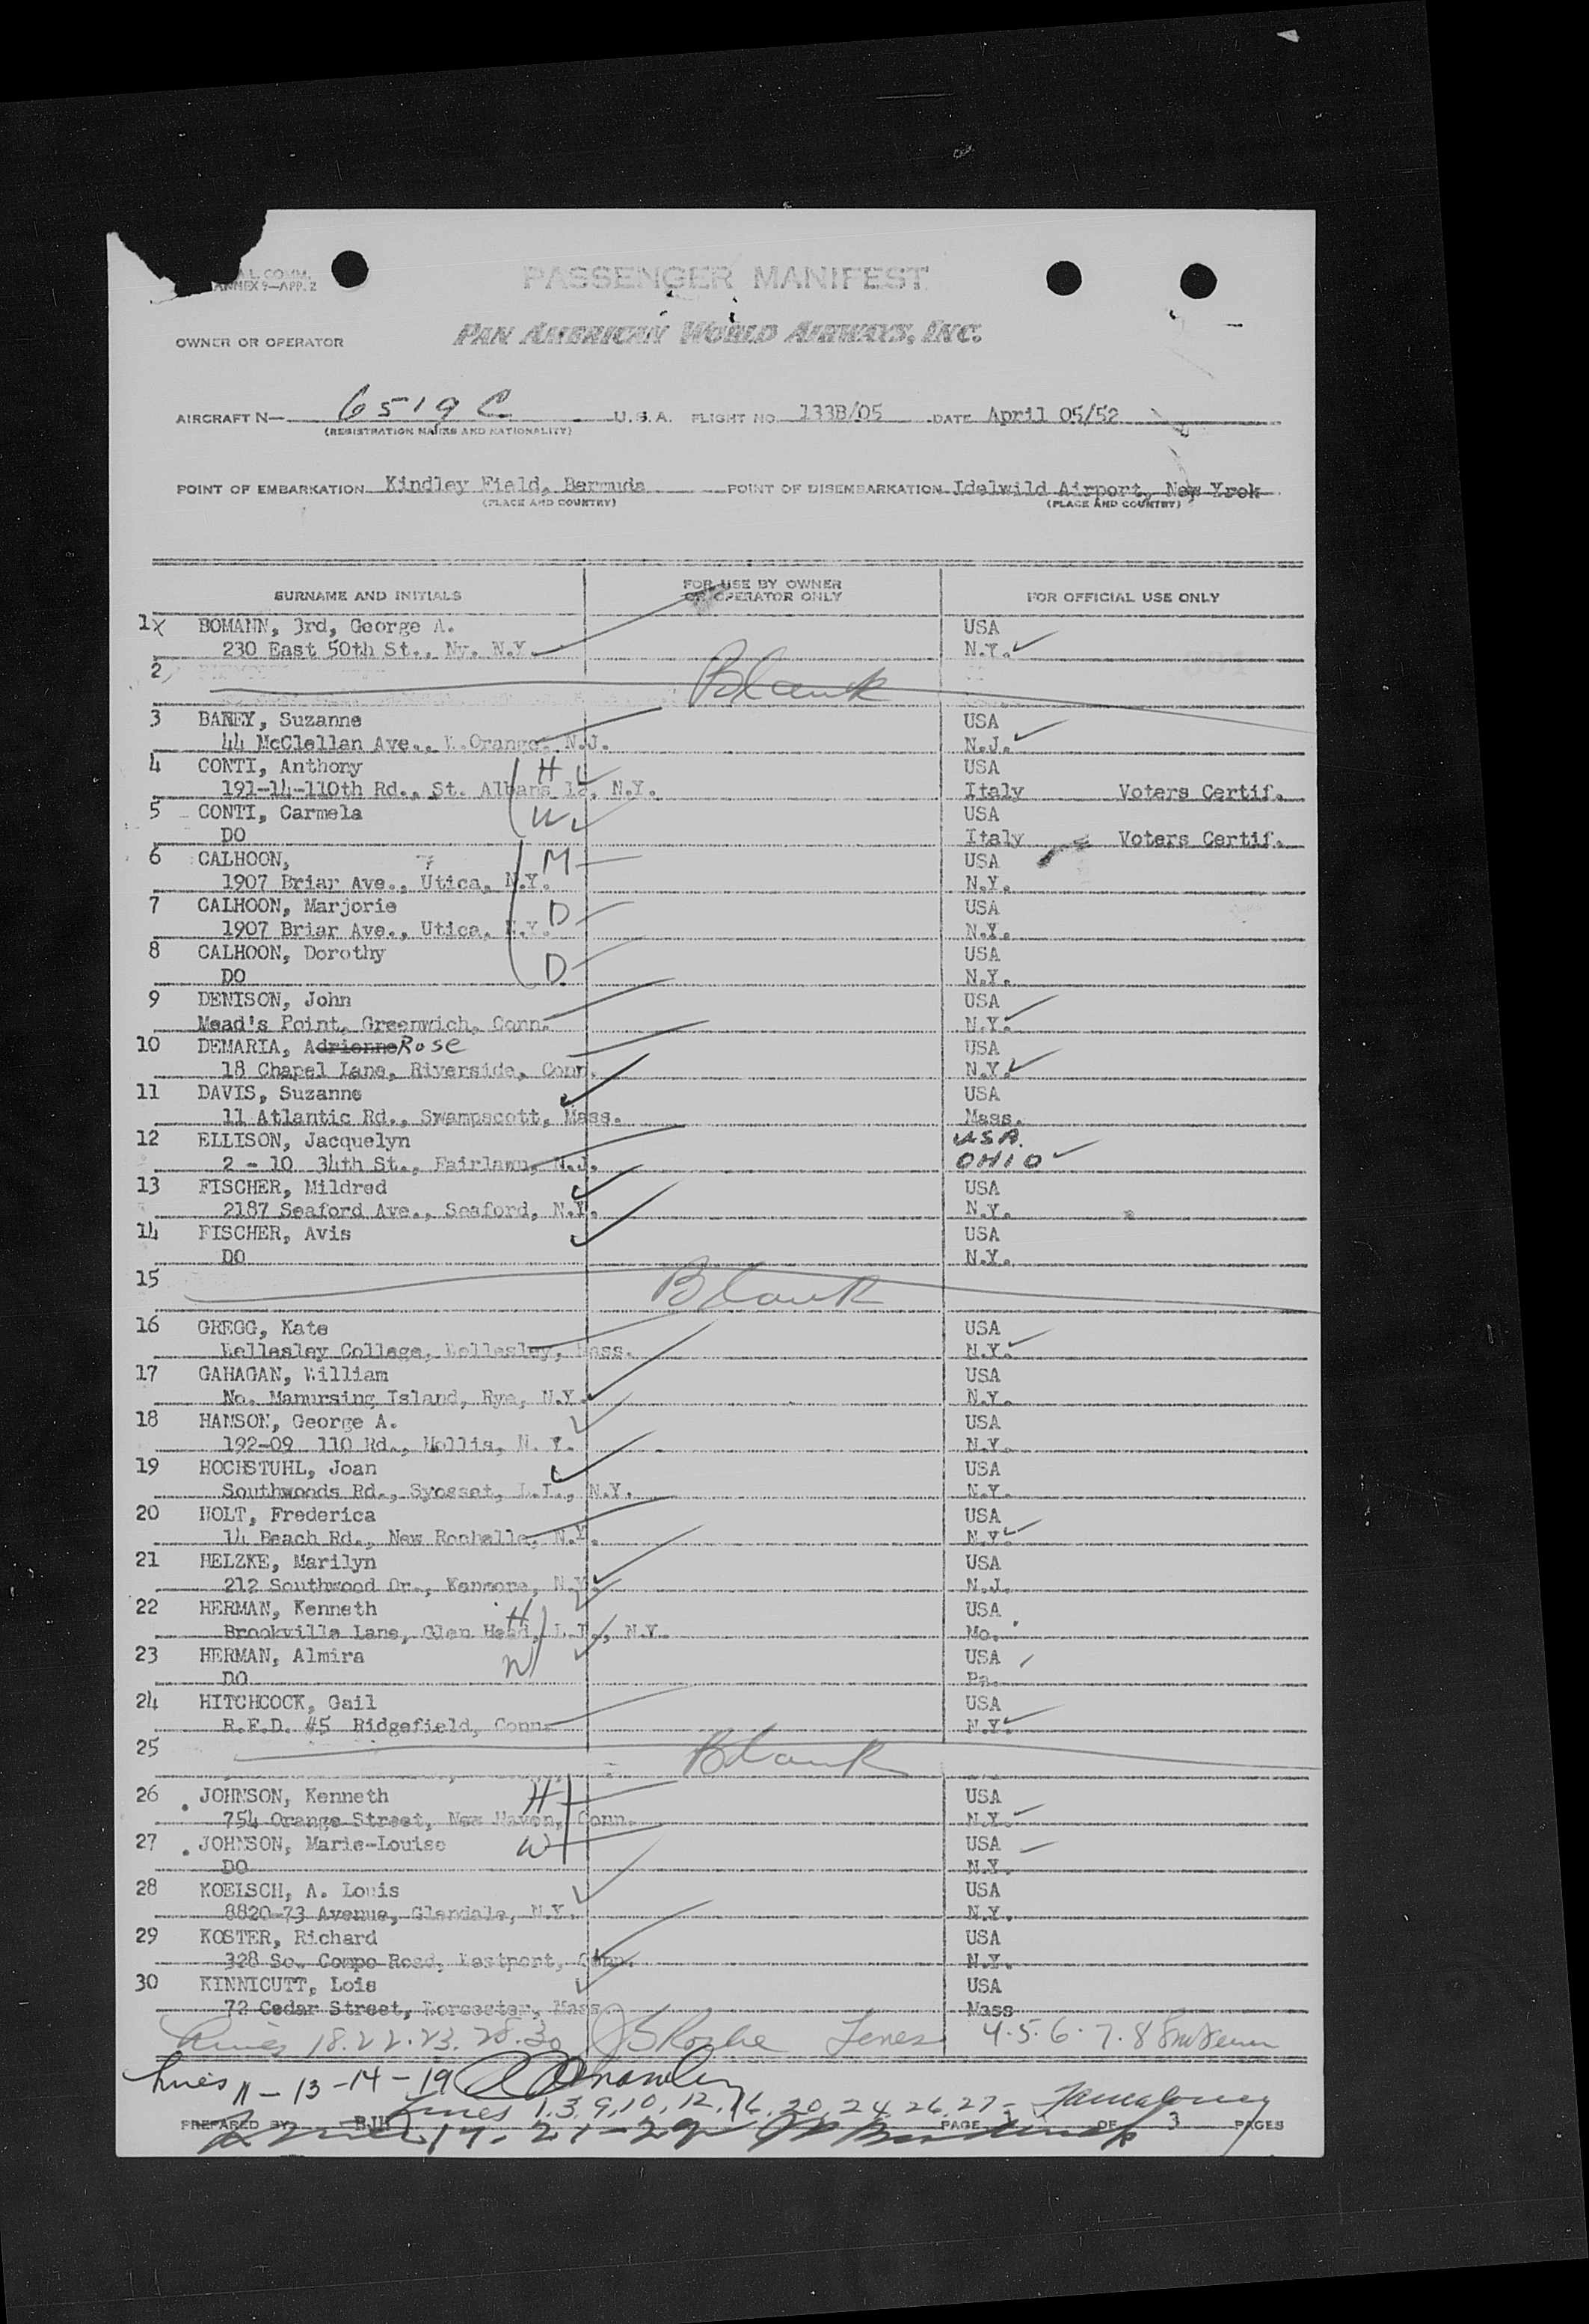 AL. COMM.
ANNEX 9—APP. 2
PASSENGER MANIFEST
OWNER OR OPERATOR PAN AMERICAN WORLD AIRWAYS, INC.
AIRCRAFT N— 6519 C U.S.A. FLIGHT NO. 133B/05 DATE April 05/52
(REGISTRATION MARKS AND NATIONALITY)
POINT OF EMBARKATION Kindley Field, Bermuda POINT OF DISEMBARKATION Idelwild Airport, New Yrok
(PLACE AND COUNTRY) (PLACE AND COUNTRY)
SURNAME AND INITIALS FOR USE BY OWNER OR OPERATOR ONLY FOR OFFICIAL USE ONLY
1 X BOMANN, 3rd, George A. USA
230 East 50th St., Ny. N.Y. N.Y.
2 Blank
3 BAREY, Suzanne USA
44 McClellan Ave., W.Orange, N.J. N.J.
4 CONTI, Anthony H USA
191-14-110th Rd., St. Albans 12, N.Y. Italy Voters Certif.
5 CONTI, Carmela W USA
DO Italy Voters Certif.
6 CALHOON, M USA
1907 Briar Ave., Utica, N.Y. N.Y.
7 CALHOON, Marjorie D USA
1907 Briar Ave., Utica, N.Y. N.Y.
8 CALHOON, Dorothy D USA
DO N.Y.
9 DENISON, John USA
Mead's Point, Greenwich, Conn. N.Y.
10 DEMARIA, Adrienne Rose USA
18 Chapel Lane, Riverside, Conn. N.Y.
11 DAVIS, Suzanne USA
11 Atlantic Rd., Swampscott, Mass. Mass.
12 ELLISON, Jacquelyn USA.
2 - 10 34th St., Fairlawn, N.J. OHIO
13 FISCHER, Mildred USA
2187 Seaford Ave., Seaford, N.Y. N.Y.
14 FISCHER, Avis USA
DO N.Y.
15 Blank
16 GREGG, Kate USA
Wellesley College, Wellesley, Mass. N.Y.
17 GAHAGAN, William USA
No. Manursing Island, Rye, N.Y. N.Y.
18 HANSON, George A. USA
192-09 110 Rd., Hollis, N. Y. N.Y.
19 HOCHSTUHL, Joan USA
Southwoods Rd., Syosset, L.I., N.Y. N.Y.
20 HOLT, Frederica USA
14 Beach Rd., New Rochelle, N.Y. N.Y.
21 HELZKE, Marilyn USA
212 Southwood Dr., Kenmore, N.Y. N.J.
22 HERMAN, Kenneth H USA
Brookville Lane, Glen Head, L.I., N.Y. Mo.
23 HERMAN, Almira W USA
DO Pa.
24 HITCHCOCK, Gail USA
R.F.D. #5 Ridgefield, Conn. N.Y.
25 Blank
26 JOHNSON, Kenneth H USA
754 Orange Street, New Haven, Conn. N.Y.
27 JOHNSON, Marie-Louise W USA
DO N.Y.
28 KOELSCH, A. Louis USA
8820-73 Avenue, Glendale, N.Y. N.Y.
29 KOSTER, Richard USA
328 So. Compo Road, Westport, Conn. N.Y.
30 KINNICUTT, Lois USA
72 Cedar Street, Worcester, Mass. Mass
Lines 18.22.23.28.30 Lines 4.5.6.7.8
Lines 11-13-14-19
Lines 1.3.9,10,12,16,20,24,26,27-
PREPARED BY BJH 17-21-29 PAGE OF 3 PAGES